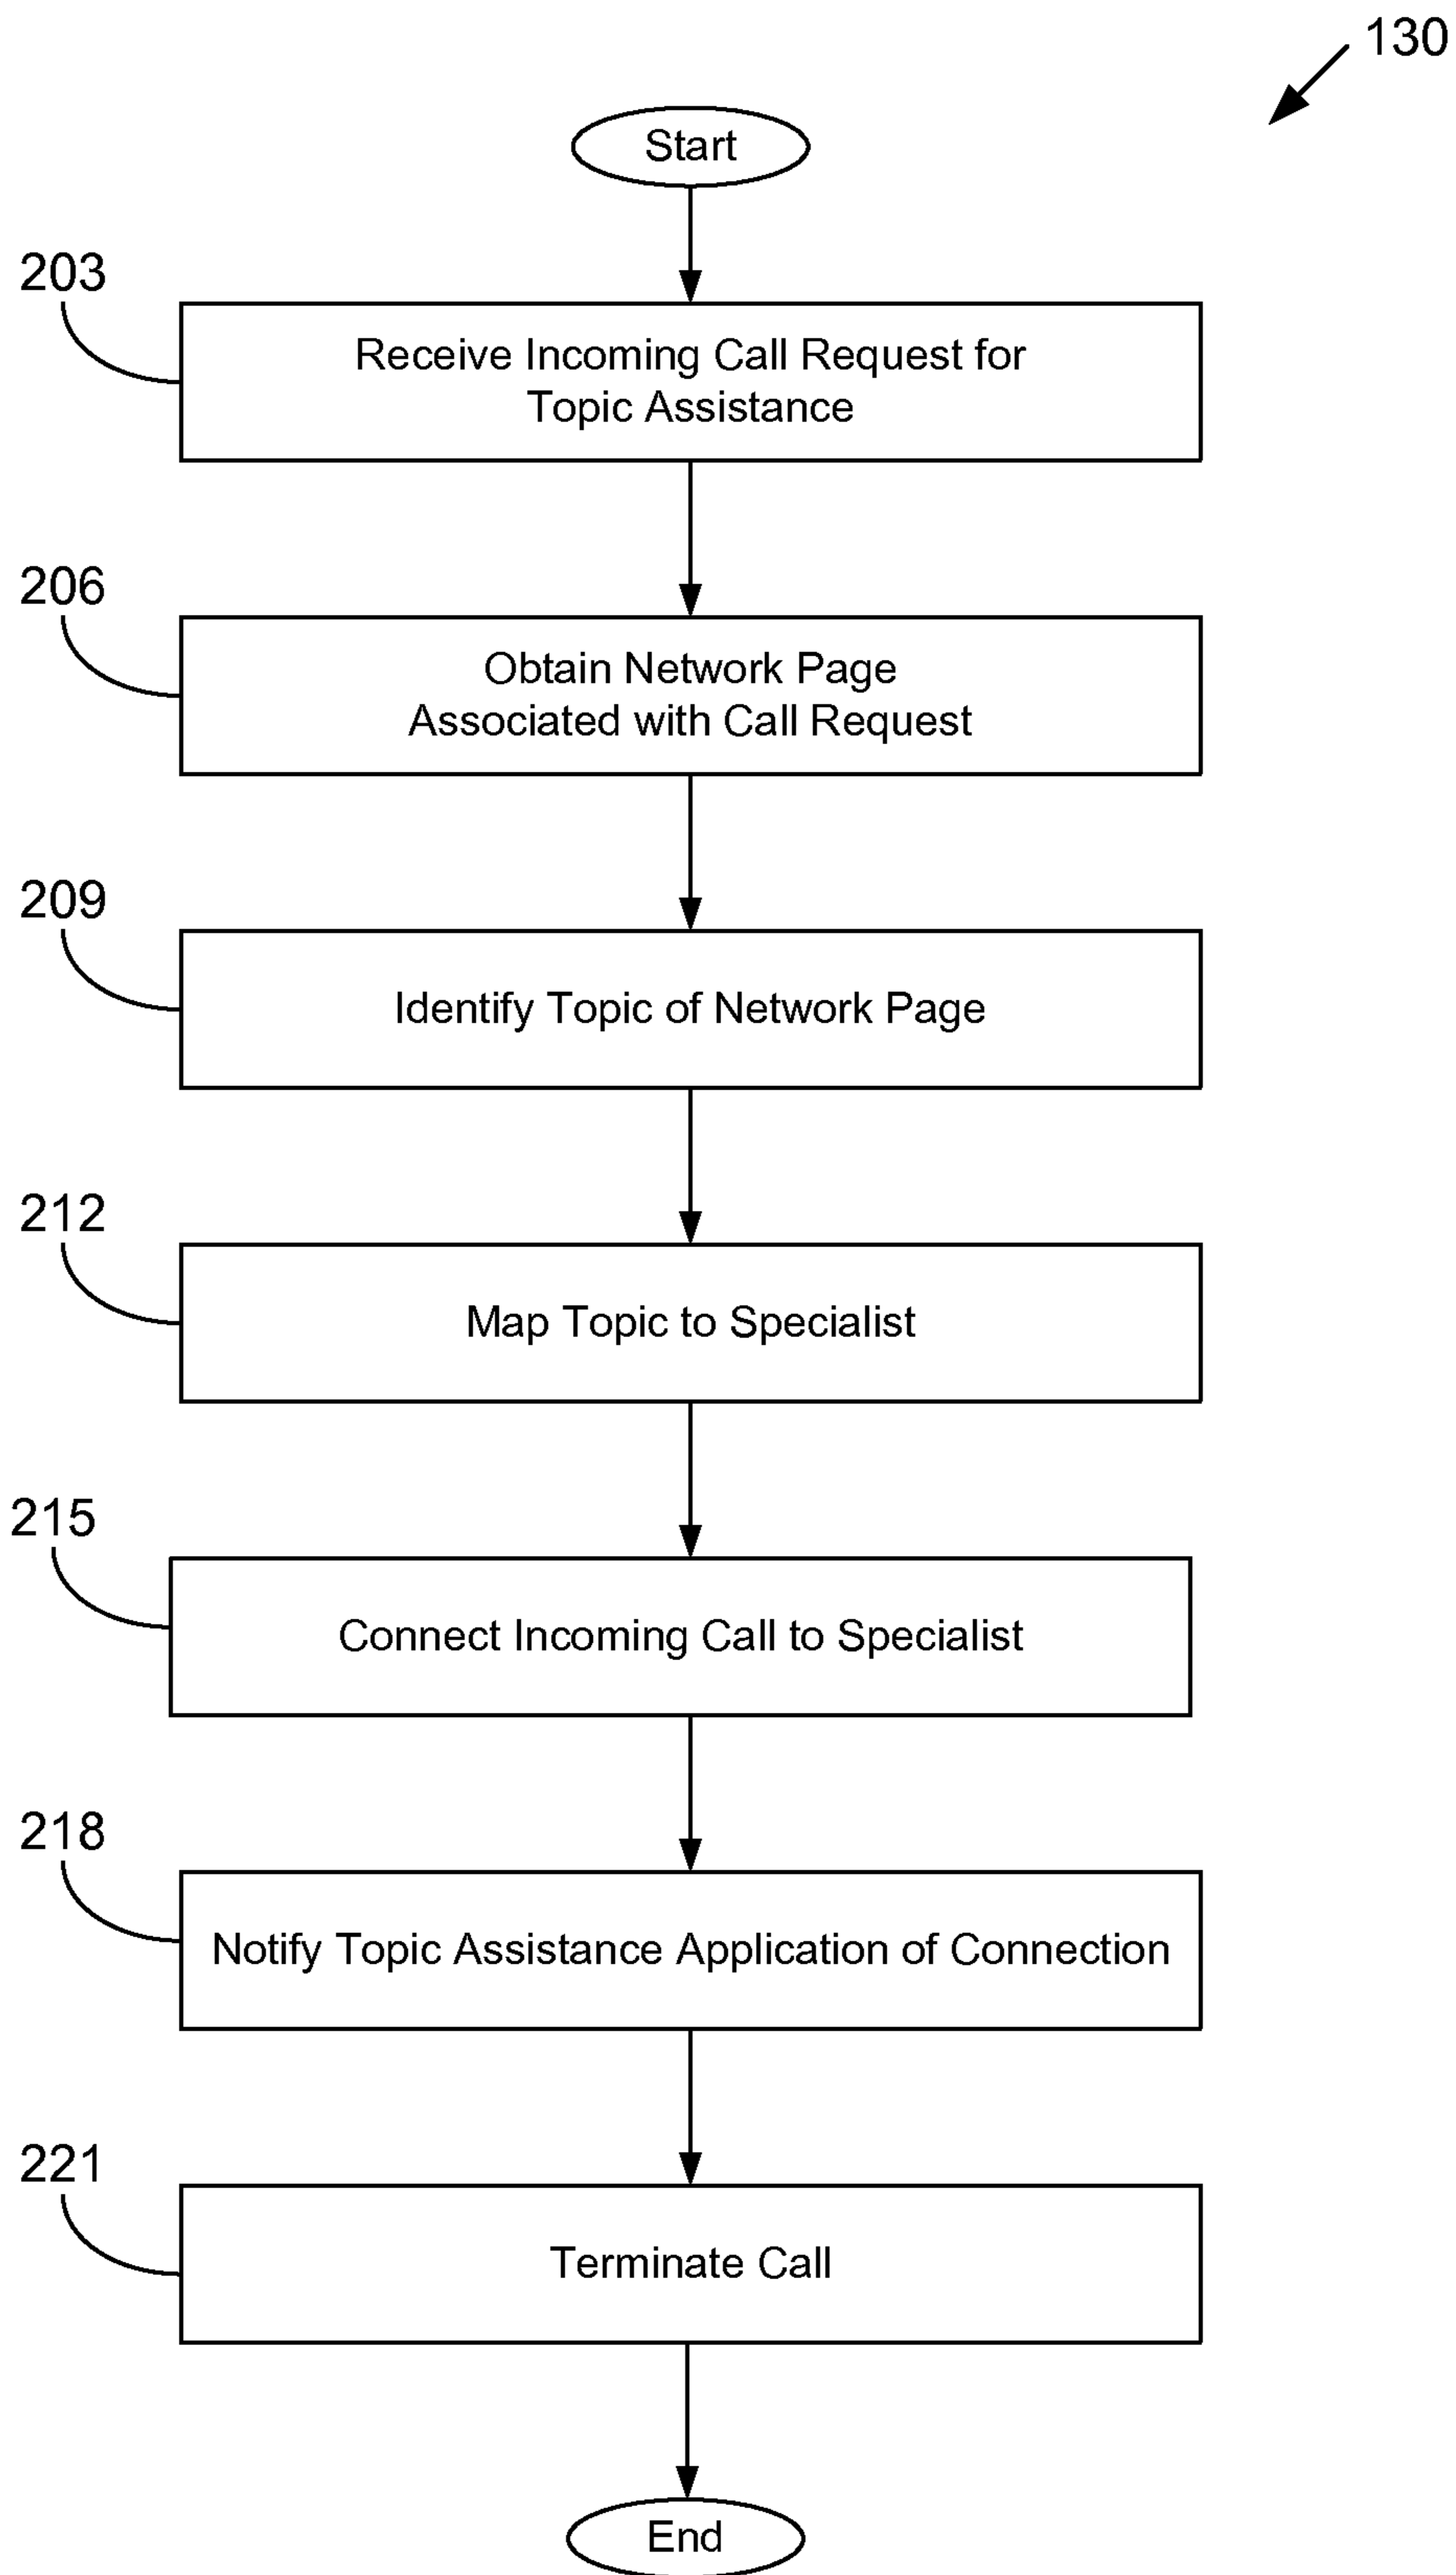 130
Start
203
Receive Incoming Call Request for
Topic Assistance
206
Obtain Network Page
Associated with Call Request
209
Identify Topic of Network Page
212
Map Topic to Specialist
215
Connect Incoming Call to Specialist
218
Notify Topic Assistance Application of Connection
221
Terminate Call
End